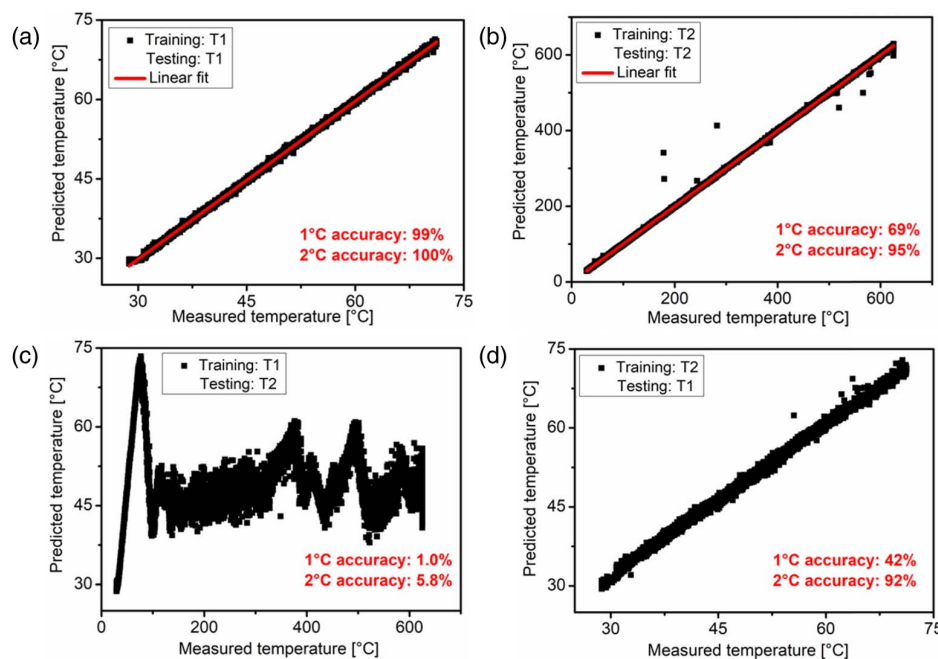 (a)
Training: T1
Testing: T1
Linear fit
Predicted temperature [°C]
75
60
45
30
1°C accuracy: 99%
2°C accuracy: 100%
30 45 60 75
Measured temperature [°C]
(b)
Training: T2
Testing: T2
Linear fit
Predicted temperature [°C]
600
400
200
0
1°C accuracy: 69%
2°C accuracy: 95%
0 200 400 600
Measured temperature [°C]
(c)
Training: T1
Testing: T2
Predicted temperature [°C]
75
60
45
30
1°C accuracy: 1.0%
2°C accuracy: 5.8%
0 200 400 600
Measured temperature [°C]
(d)
Training: T2
Testing: T1
Predicted temperature [°C]
75
60
45
30
1°C accuracy: 42%
2°C accuracy: 92%
30 45 60 75
Measured temperature [°C]